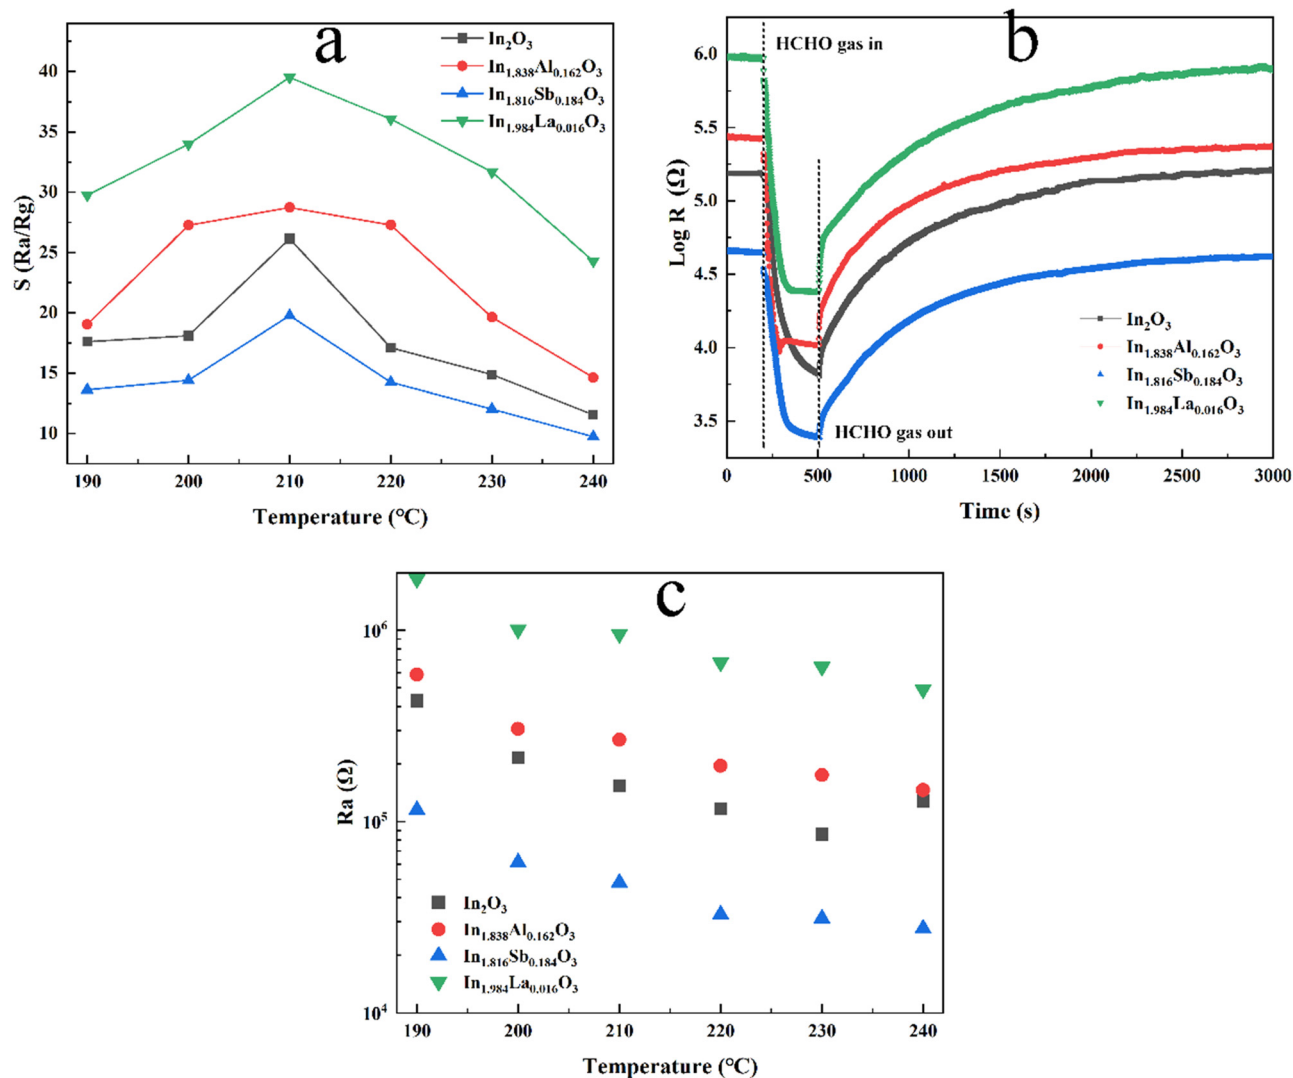 a
In₂O₃
In₁.₈₃₈Al₀.₁₆₂O₃
In₁.₈₁₆Sb₀.₁₈₄O₃
In₁.₉₈₄La₀.₀₁₆O₃
S (Ra/Rg)
40
35
30
25
20
15
10
190 200 210 220 230 240
Temperature (°C)
b
HCHO gas in
HCHO gas out
Log R (Ω)
6.0
5.5
5.0
4.5
4.0
3.5
In₂O₃
In₁.₈₃₈Al₀.₁₆₂O₃
In₁.₈₁₆Sb₀.₁₈₄O₃
In₁.₉₈₄La₀.₀₁₆O₃
0 500 1000 1500 2000 2500 3000
Time (s)
c
Ra (Ω)
10⁶
10⁵
10⁴
In₂O₃
In₁.₈₃₈Al₀.₁₆₂O₃
In₁.₈₁₆Sb₀.₁₈₄O₃
In₁.₉₈₄La₀.₀₁₆O₃
190 200 210 220 230 240
Temperature (°C)